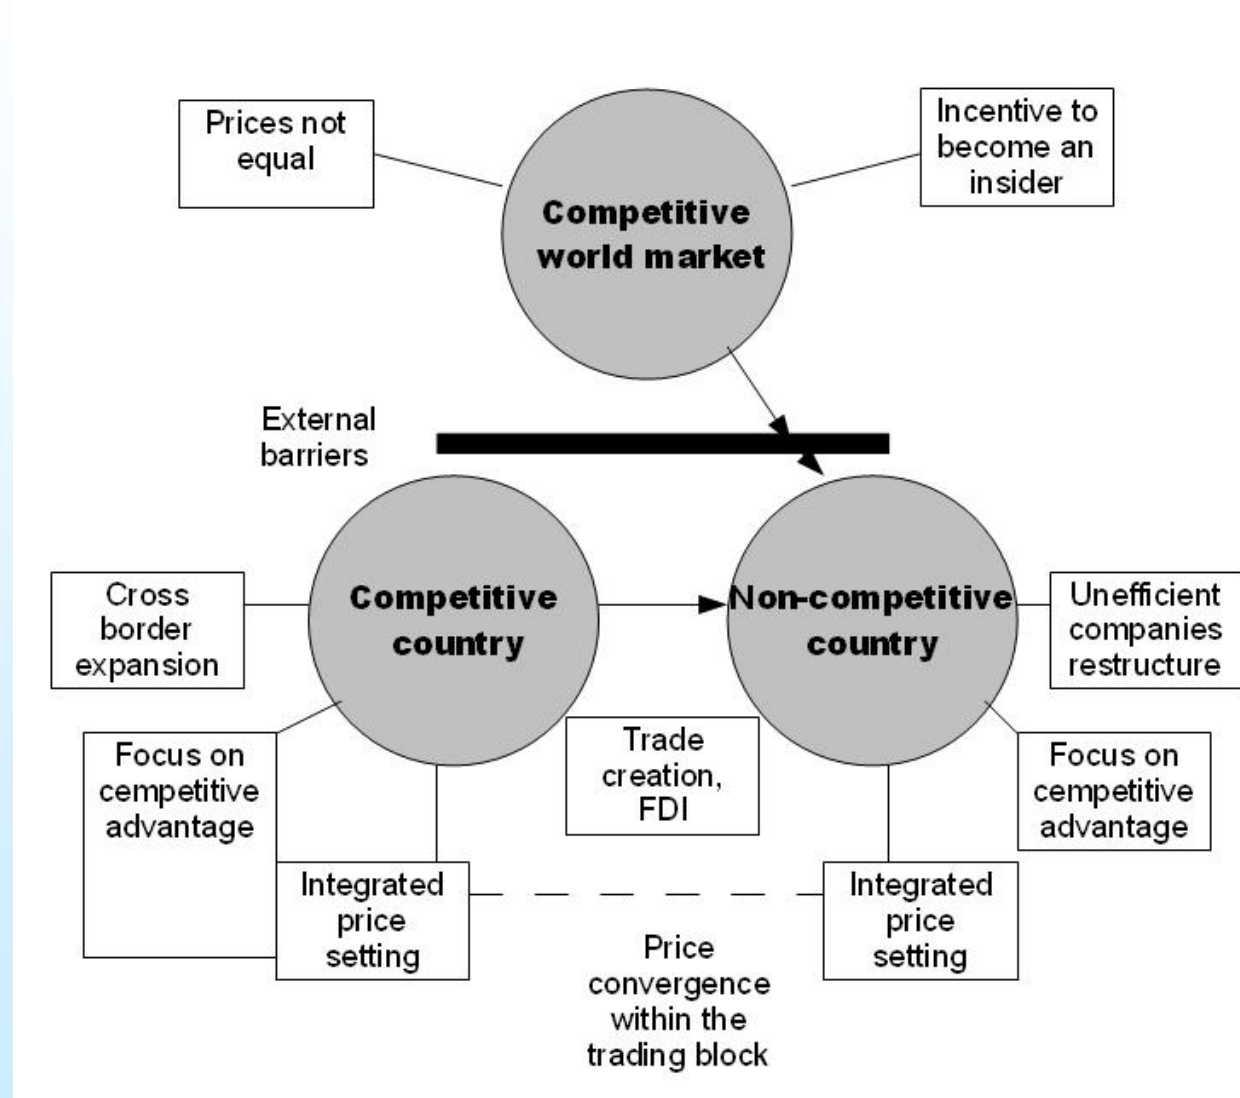 Prices not
equal
Incentive to
become an
insider
Competitive
world market
External
barriers
Cross
border
expansion
Competitive
country
Non-competitive
country
Unefficient
companies
restructure
Focus on
cempetitive
advantage
Trade
creation,
FDI
Focus on
cempetitive
advantage
Integrated
price
setting
Integrated
price
setting
Price
convergence
within the
trading block